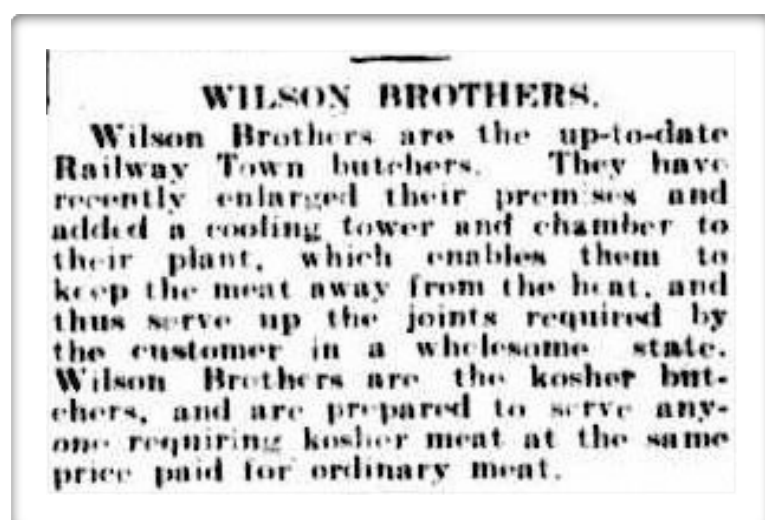 WILSON BROTHERS.
Wilson Brothers are the up-to-date
Railway Town butchers. They have
recently enlarged their premises and
added a cooling tower and chamber to
their plant, which enables them to
keep the meat away from the heat, and
thus serve up the joints required by
the customer in a wholesome state.
Wilson Brothers are the kosher but-
chers, and are prepared to serve any-
one requiring kosher meat at the same
price paid for ordinary meat.